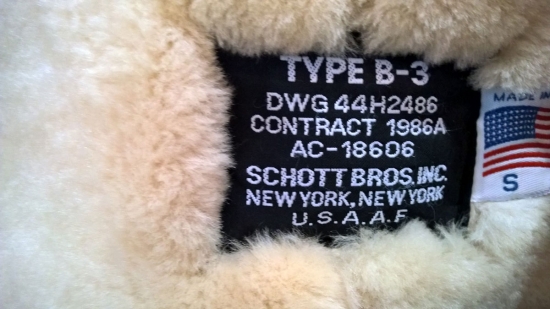 TYPE B-3
DWG 44H2486
CONTRACT 1986A
AC-18606
SCHOTT BROS. INC.
NEW YORK, NEW YORK
U.S.A.A.F
MADE IN
S